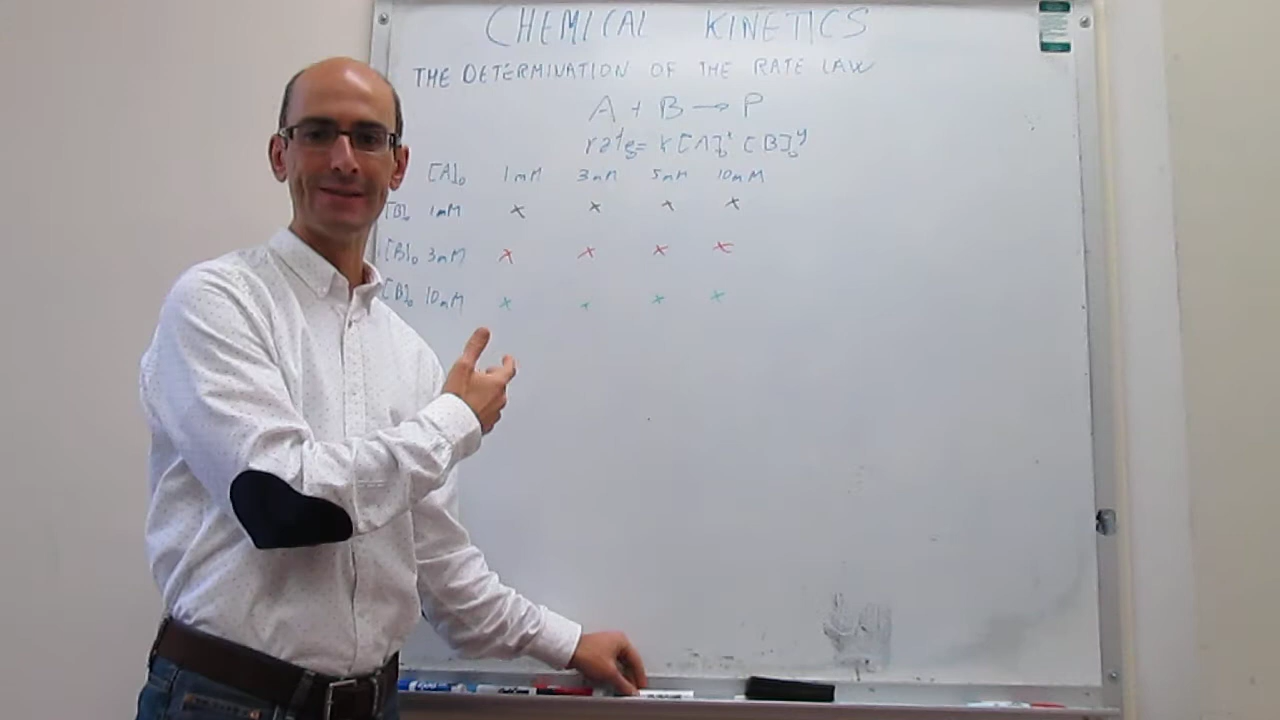 CHEMICAL KINETICS
THE DETERMINATION OF THE RATE LAW
A + B → P
rate = k [A]₀ˣ [B]₀ʸ
[A]₀ 1mM 3mM 5mM 10mM
[B]₀ 1mM × × × ×
[B]₀ 3mM × × × ×
[B]₀ 10mM × × × ×